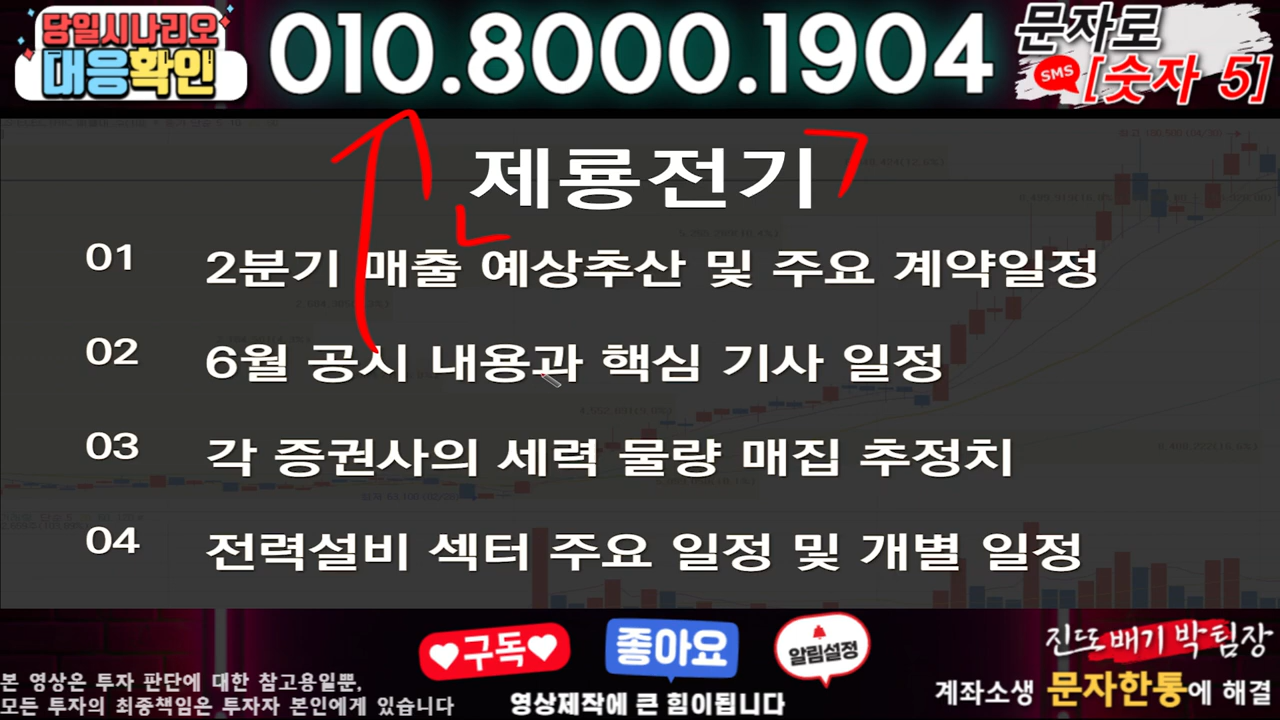 당일시나리오
대응확인
010.8000.1904
문자로
SMS
[숫자 5]
제룡전기
01
2분기 매출 예상추산 및 주요 계약일정
02
6월 공시 내용과 핵심 기사 일정
03
각 증권사의 세력 물량 매집 추정치
04
전력설비 섹터 주요 일정 및 개별 일정
구독
좋아요
알림설정
영상제작에 큰 힘이됩니다
본 영상은 투자 판단에 대한 참고용일뿐,
모든 투자의 최종책임은 투자자 본인에게 있습니다
진또배기 박팀장
계좌소생 문자한통에 해결